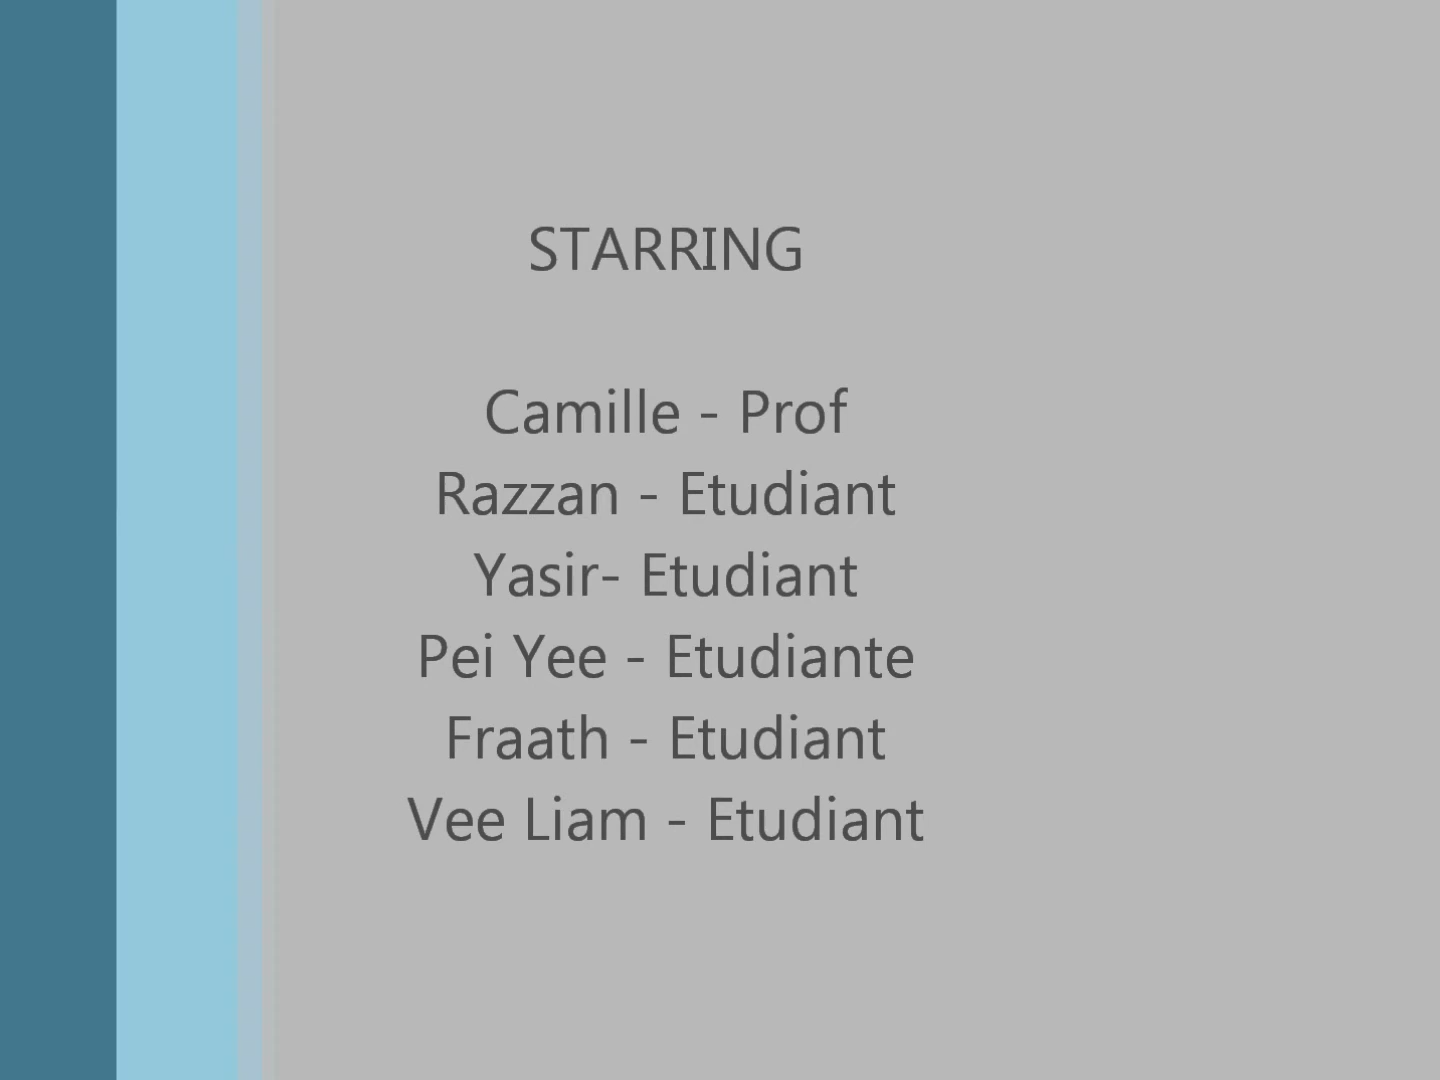 STARRING
Camille - Prof
Razzan - Etudiant
Yasir- Etudiant
Pei Yee - Etudiante
Fraath - Etudiant
Vee Liam - Etudiant